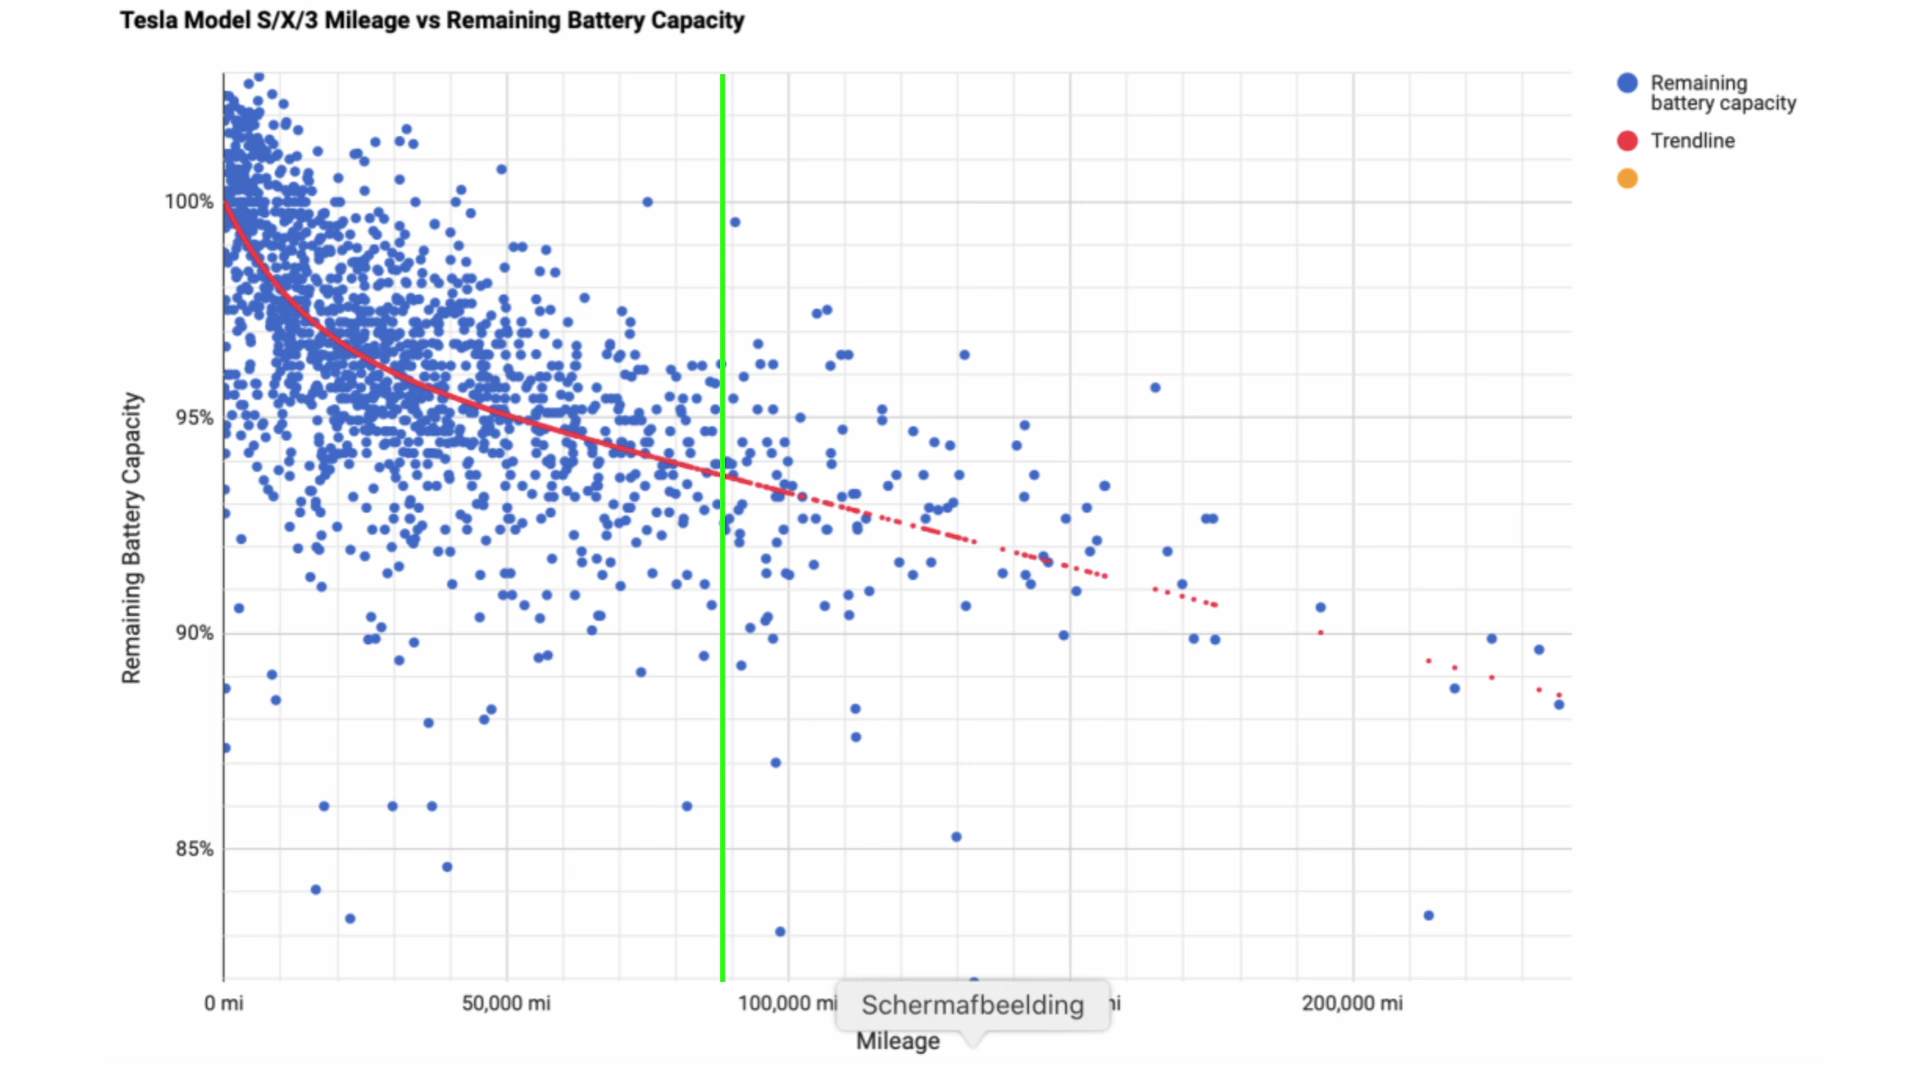 Tesla Model S/X/3 Mileage vs Remaining Battery Capacity
Remaining
battery capacity
Trendline
Remaining Battery Capacity
100%
95%
90%
85%
0 mi
50,000 mi
100,000 mi
200,000 mi
Schermafbeelding
Mileage